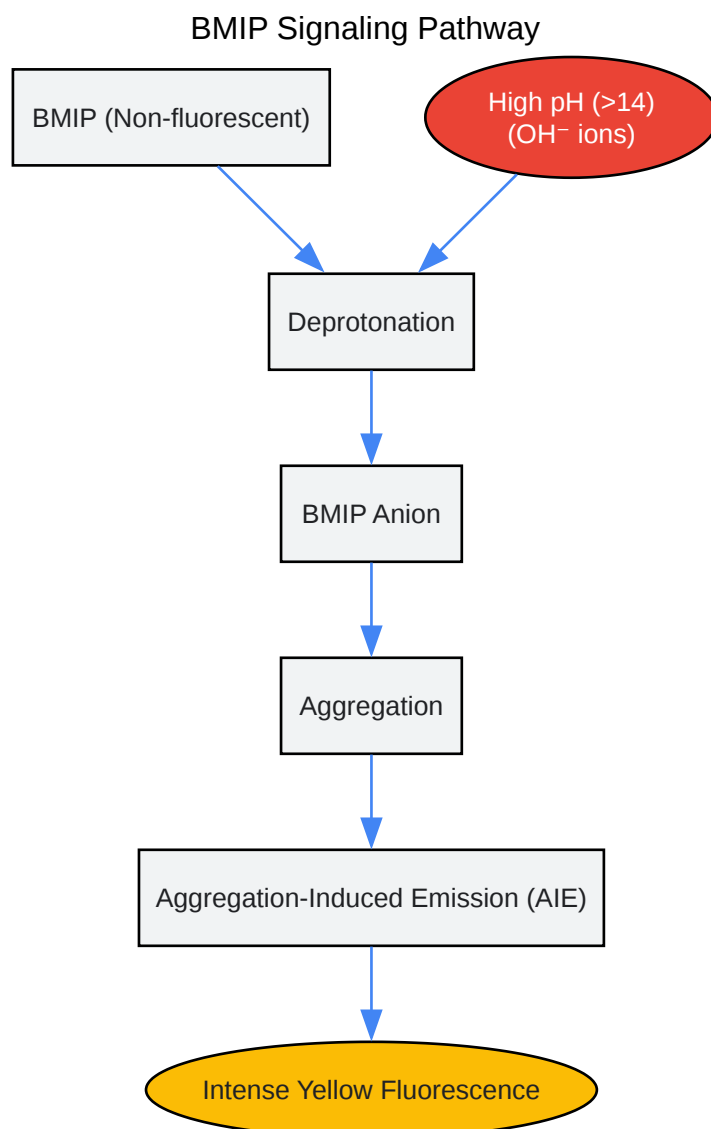 BMIP Signaling Pathway
BMIP (Non-fluorescent)
High pH (>14)
(OH⁻ ions)
Deprotonation
BMIP Anion
Aggregation
Aggregation-Induced Emission (AIE)
Intense Yellow Fluorescence